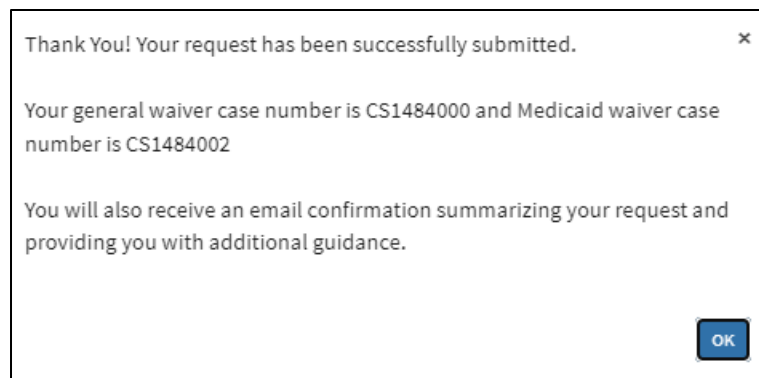 Thank You! Your request has been successfully submitted.
×
Your general waiver case number is CS1484000 and Medicaid waiver case
number is CS1484002
You will also receive an email confirmation summarizing your request and
providing you with additional guidance.
OK